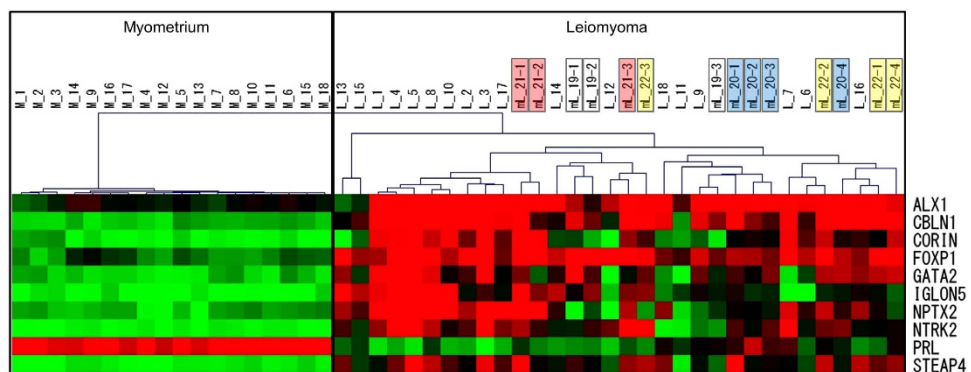 Myometrium
Leiomyoma
M_1
M_2
M_3
M_14
M_9
M_16
M_17
M_4
M_12
M_5
M_13
M_7
M_8
M_10
M_11
M_6
M_15
M_18
L_13
L_15
L_1
L_4
L_5
L_8
L_10
L_2
L_3
L_17
mL_21-1
mL_21-2
L_14
mL_19-1
mL_19-2
L_12
mL_21-3
mL_22-3
L_18
L_11
L_9
mL_19-3
mL_20-1
mL_20-2
mL_20-3
L_7
L_6
mL_22-2
mL_20-4
L_16
mL_22-1
mL_22-4
ALX1
CBLN1
CORIN
FOXP1
GATA2
IGLON5
NPTX2
NTRK2
PRL
STEAP4